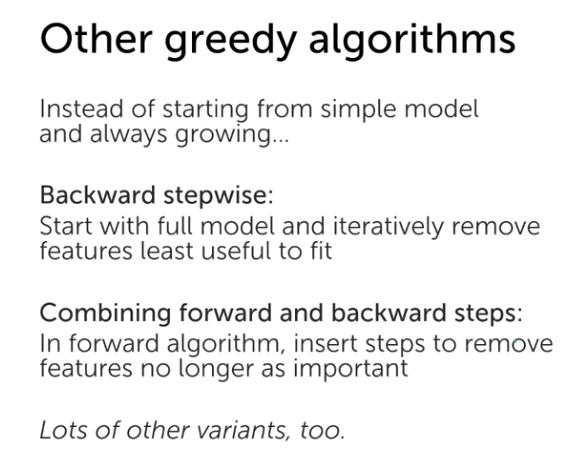 Other greedy algorithms
Instead of starting from simple model
and always growing...
Backward stepwise:
Start with full model and iteratively remove
features least useful to fit
Combining forward and backward steps:
In forward algorithm, insert steps to remove
features no longer as important
Lots of other variants, too.